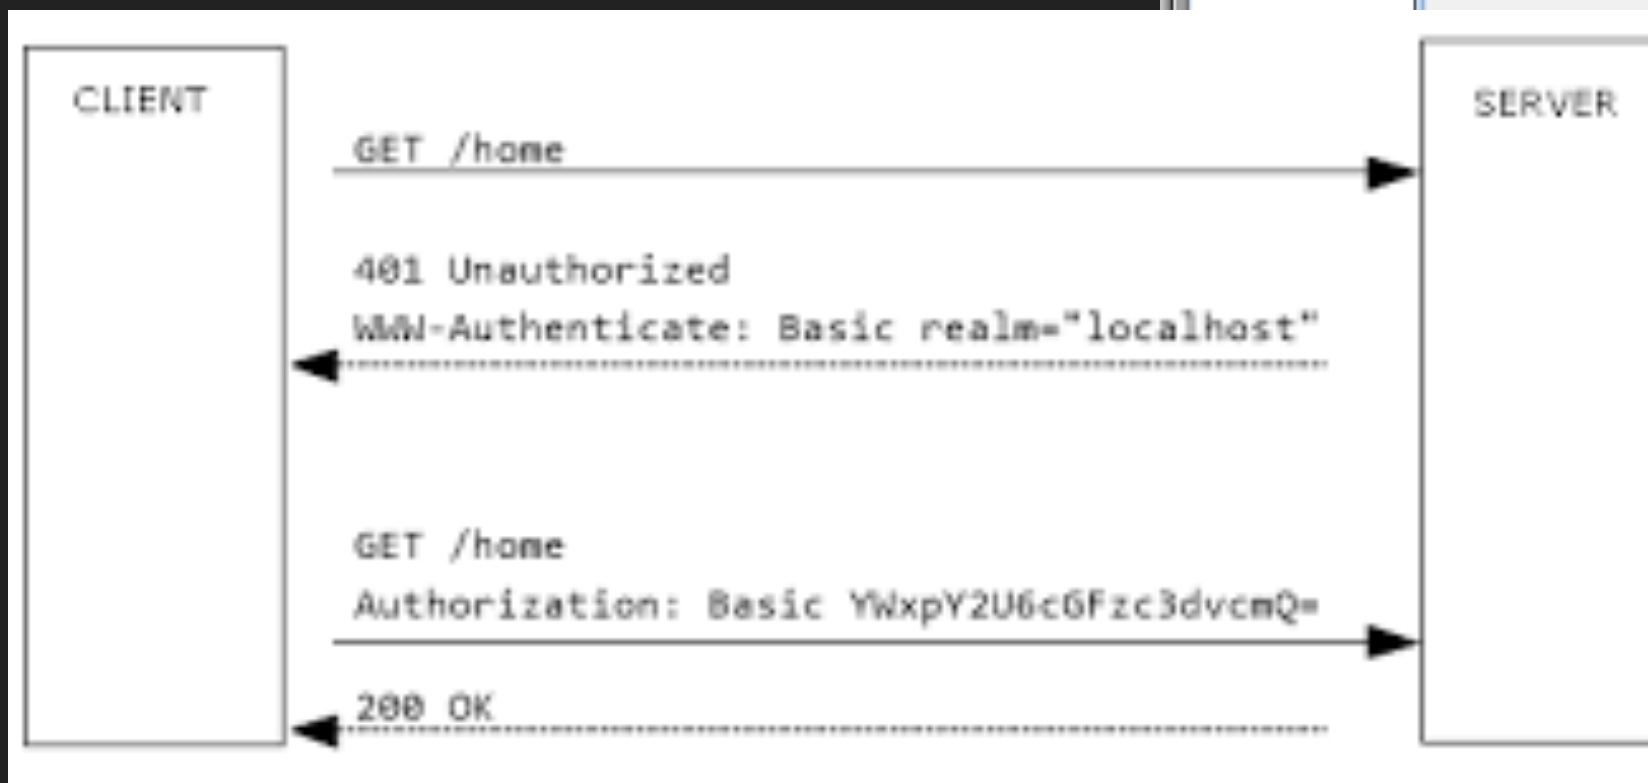 CLIENT
SERVER
GET /home
401 Unauthorized
WWW-Authenticate: Basic realm="localhost"
GET /home
Authorization: Basic YWxpY2U6cGFzc3dvcmQ=
200 OK